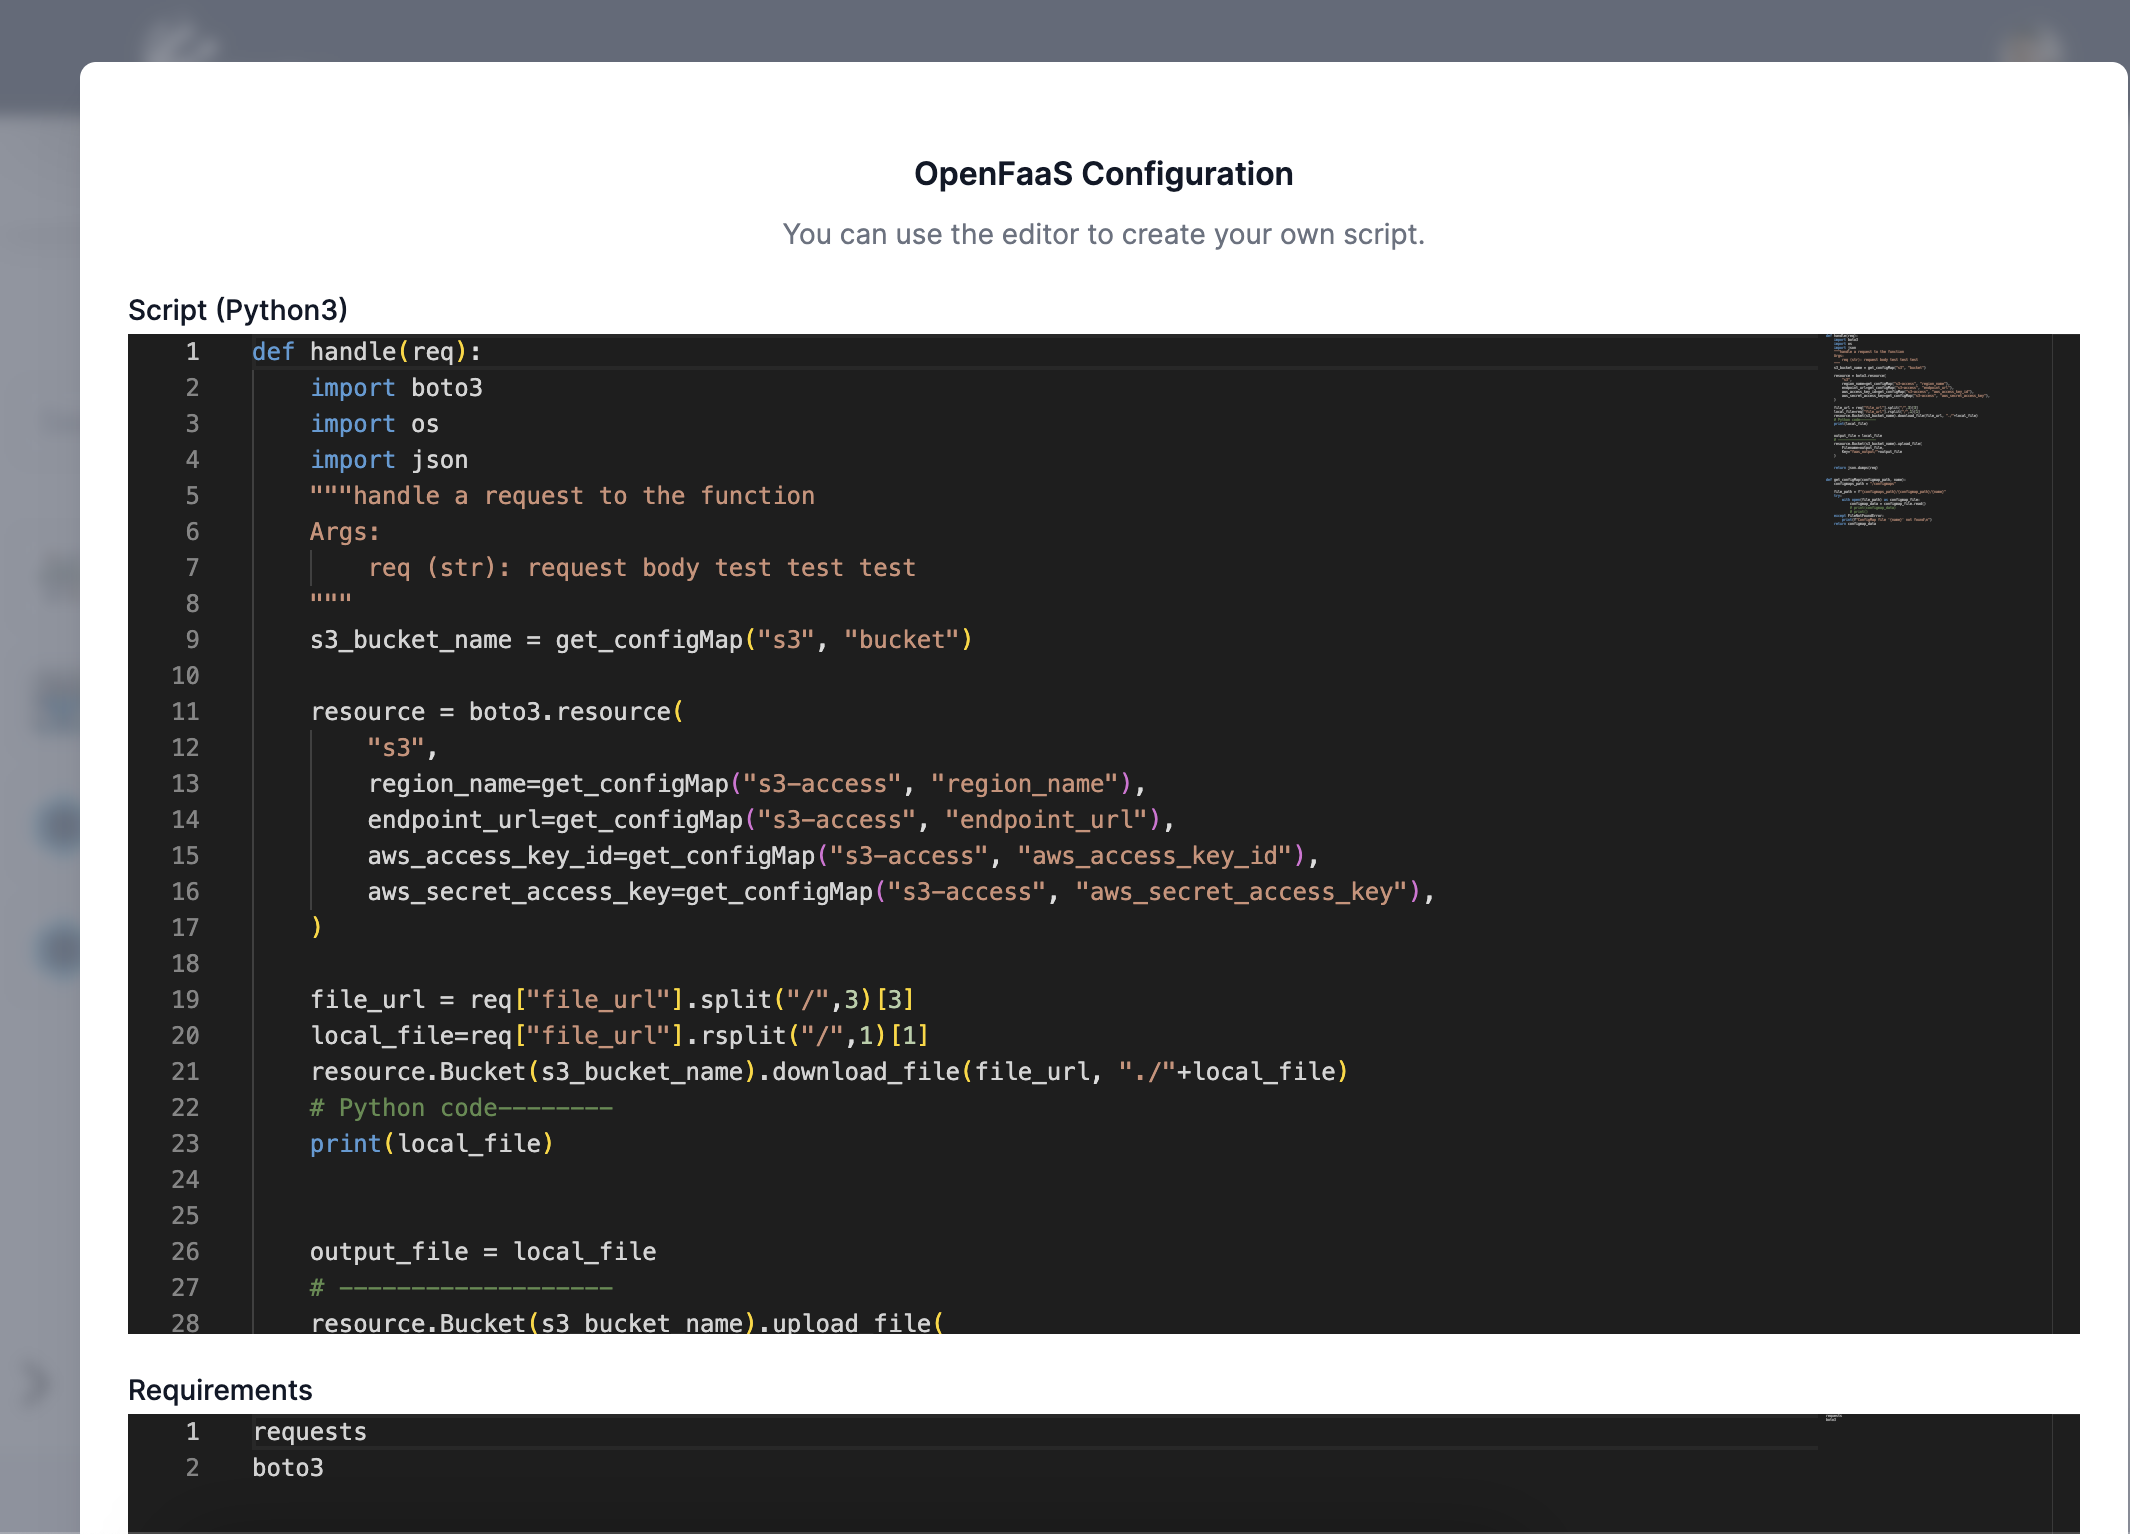 OpenFaaS Configuration
You can use the editor to create your own script.
Script (Python3)
1 def handle(req):
2     import boto3
3     import os
4     import json
5     """handle a request to the function
6     Args:
7         req (str): request body test test test
8     """
9     s3_bucket_name = get_configMap("s3", "bucket")
10
11     resource = boto3.resource(
12         "s3",
13         region_name=get_configMap("s3-access", "region_name"),
14         endpoint_url=get_configMap("s3-access", "endpoint_url"),
15         aws_access_key_id=get_configMap("s3-access", "aws_access_key_id"),
16         aws_secret_access_key=get_configMap("s3-access", "aws_secret_access_key"),
17     )
18
19     file_url = req["file_url"].split("/",3)[3]
20     local_file=req["file_url"].rsplit("/",1)[1]
21     resource.Bucket(s3_bucket_name).download_file(file_url, "./"+local_file)
22     # Python code--------
23     print(local_file)
24
25
26     output_file = local_file
27     # -------------------
28     resource.Bucket(s3_bucket_name).upload_file(
Requirements
1 requests
2 boto3